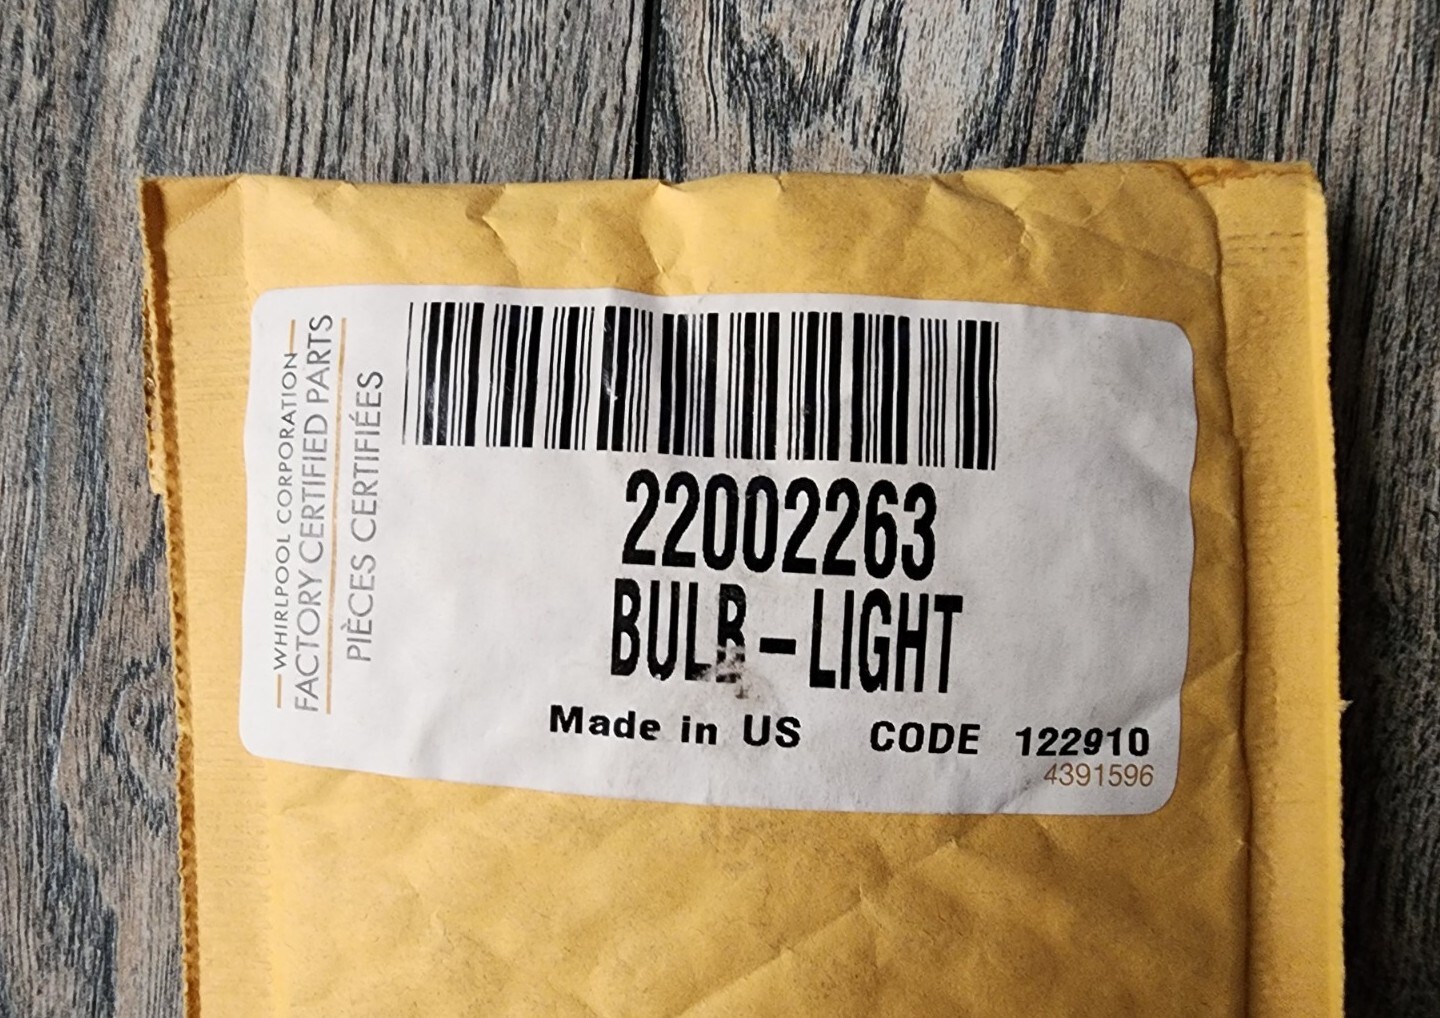 WHIRLPOOL CORPORATION
FACTORY CERTIFIED PARTS
PIÈCES CERTIFIÉES
22002263
BULB-LIGHT
Made in US CODE 122910
4391596